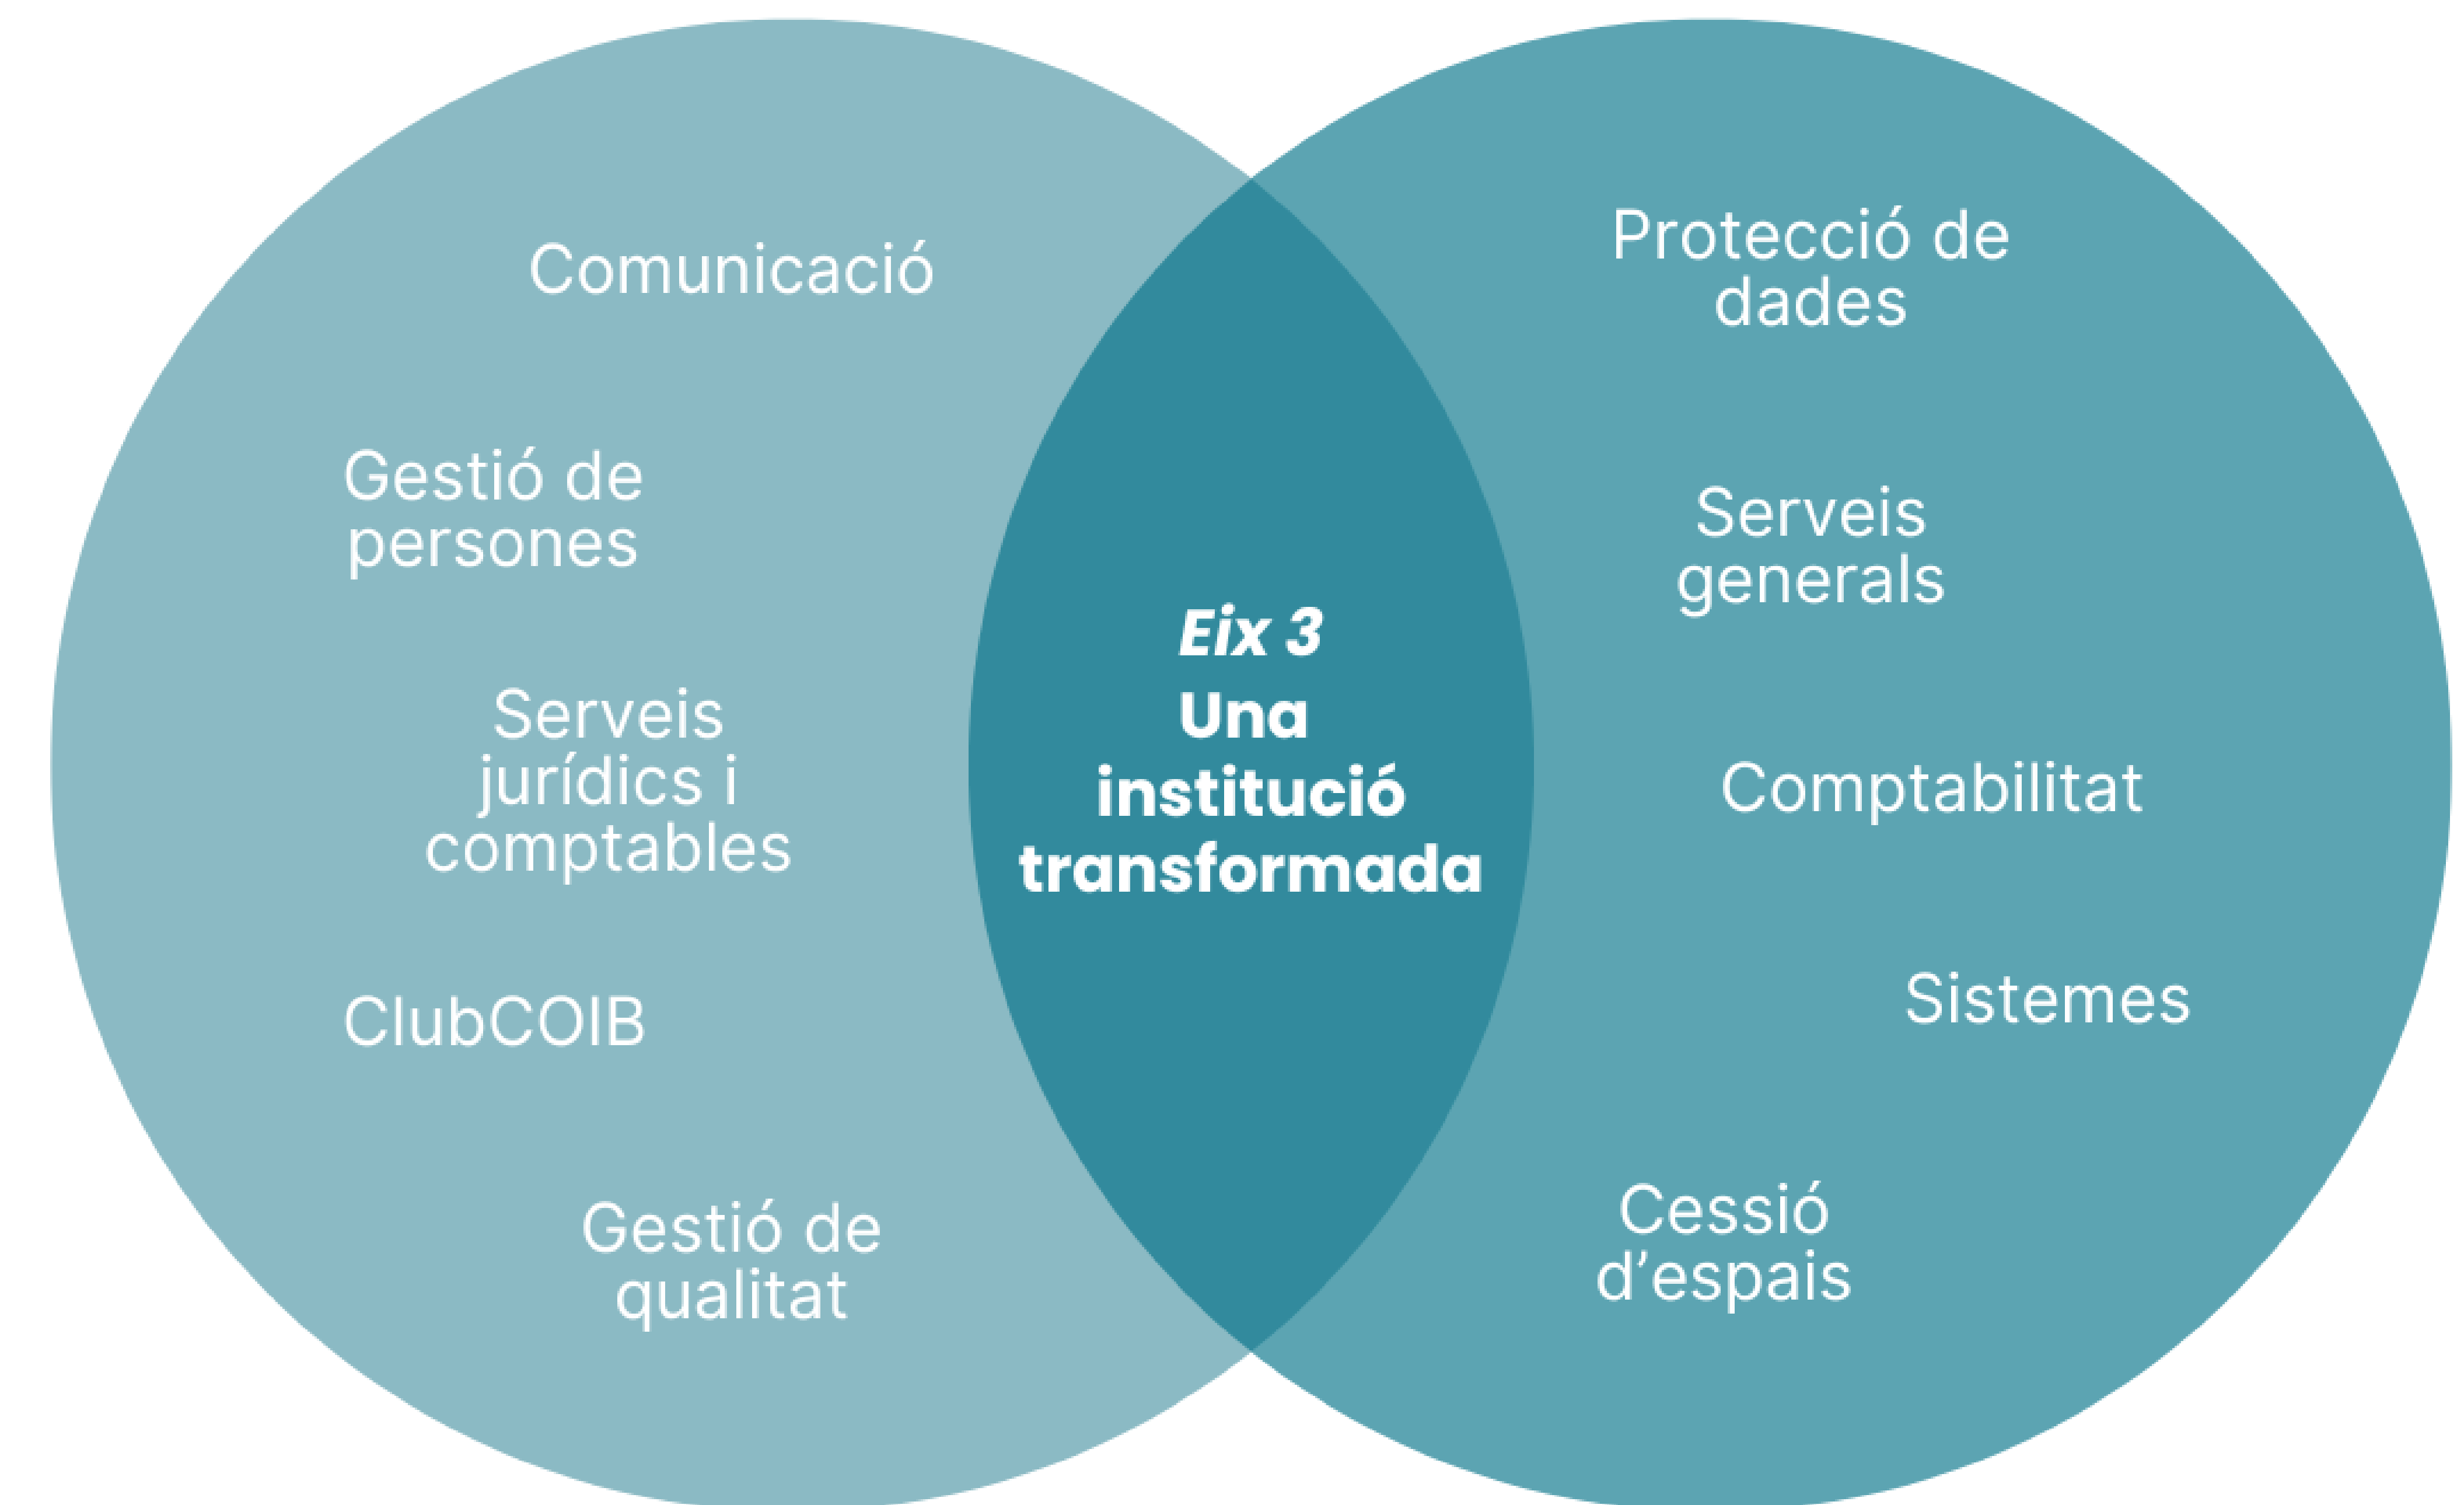 Comunicació
Gestió de
persones
Serveis
jurídics i
comptables
ClubCOIB
Gestió de
qualitat
Eix 3
Una
institució
transformada
Protecció de
dades
Serveis
generals
Comptabilitat
Sistemes
Cessió
d’espais